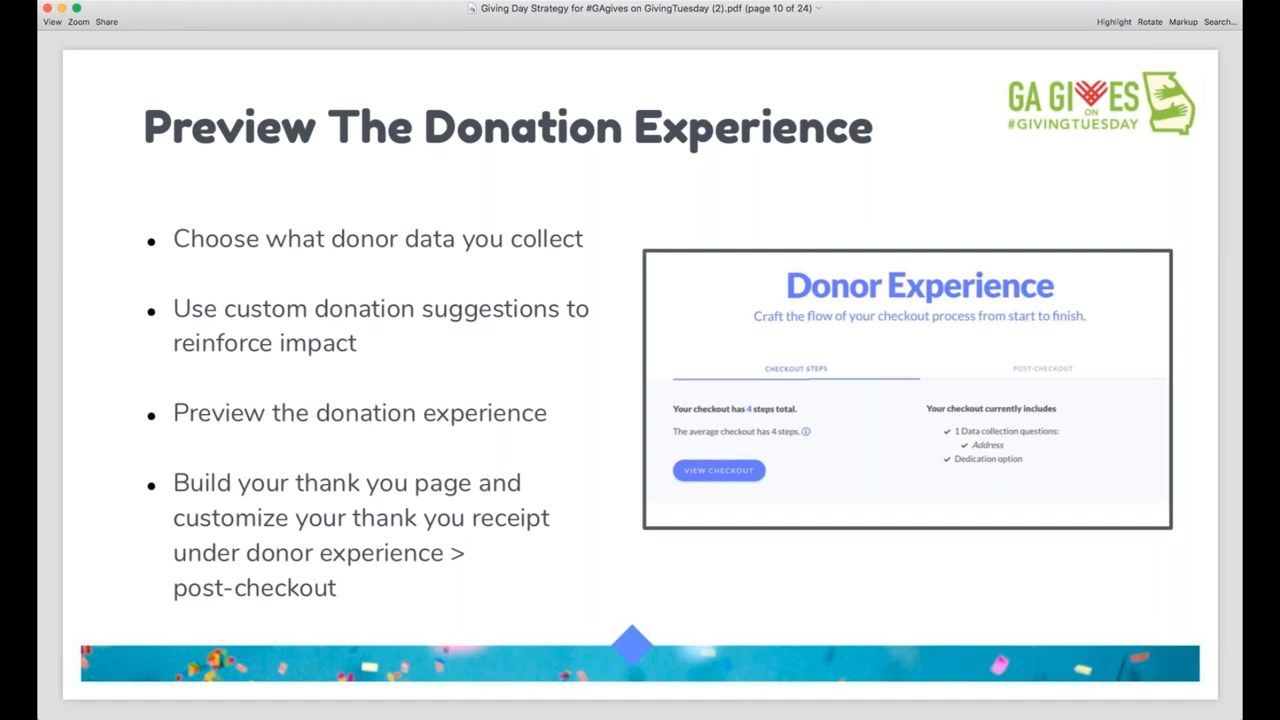 Giving Day Strategy for #GAgives on GivingTuesday (2).pdf (page 10 of 24)
View Zoom Share
Highlight Rotate Markup Search...
GA GIVES
ON
#GIVINGTUESDAY
Preview The Donation Experience
• Choose what donor data you collect
• Use custom donation suggestions to
reinforce impact
• Preview the donation experience
• Build your thank you page and
customize your thank you receipt
under donor experience >
post-checkout
Donor Experience
Craft the flow of your checkout process from start to finish.
CHECKOUT STEPS
POST-CHECKOUT
Your checkout has 4 steps total.
The average checkout has 4 steps.
VIEW CHECKOUT
Your checkout currently includes
✓ 1 Data collection questions:
✓ Address
✓ Dedication option